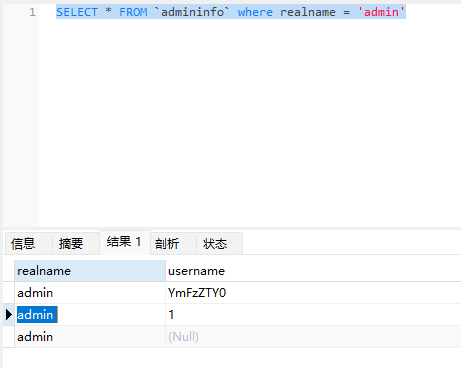 1 SELECT * FROM `admininfo` where realname = 'admin'
信息 摘要 结果 1 剖析 状态
realname username
admin YmFzZTY0
admin 1
admin (Null)